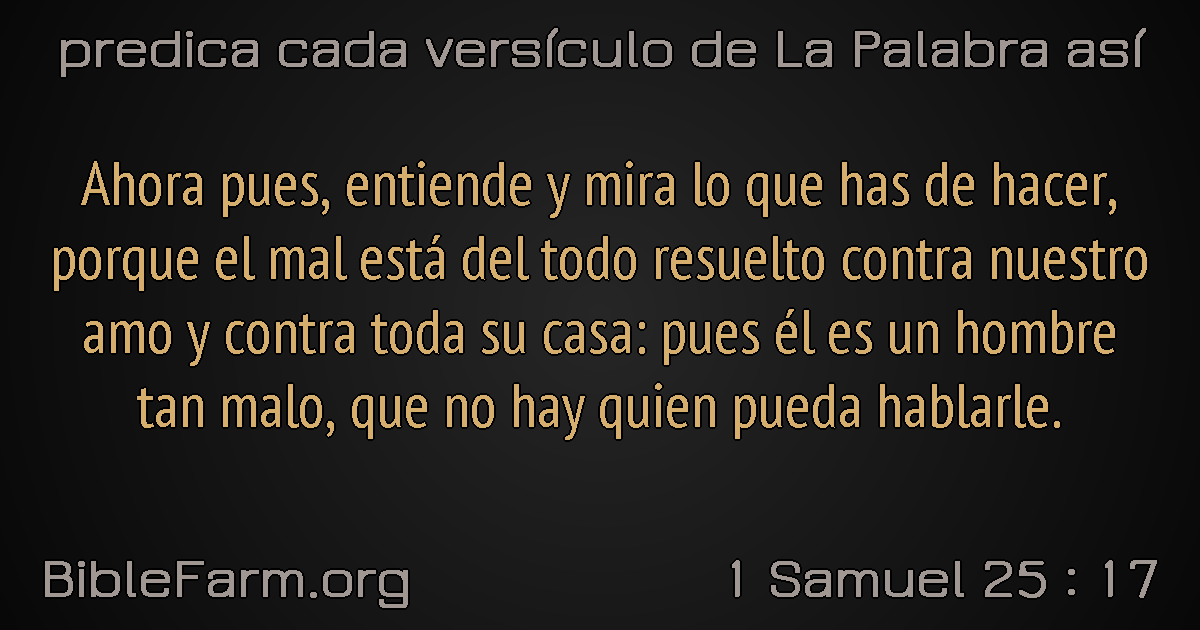 predica cada versículo de La Palabra así
Ahora pues, entiende y mira lo que has de hacer,
porque el mal está del todo resuelto contra nuestro
amo y contra toda su casa: pues él es un hombre
tan malo, que no hay quien pueda hablarle.
BibleFarm.org
1 Samuel 25 : 17